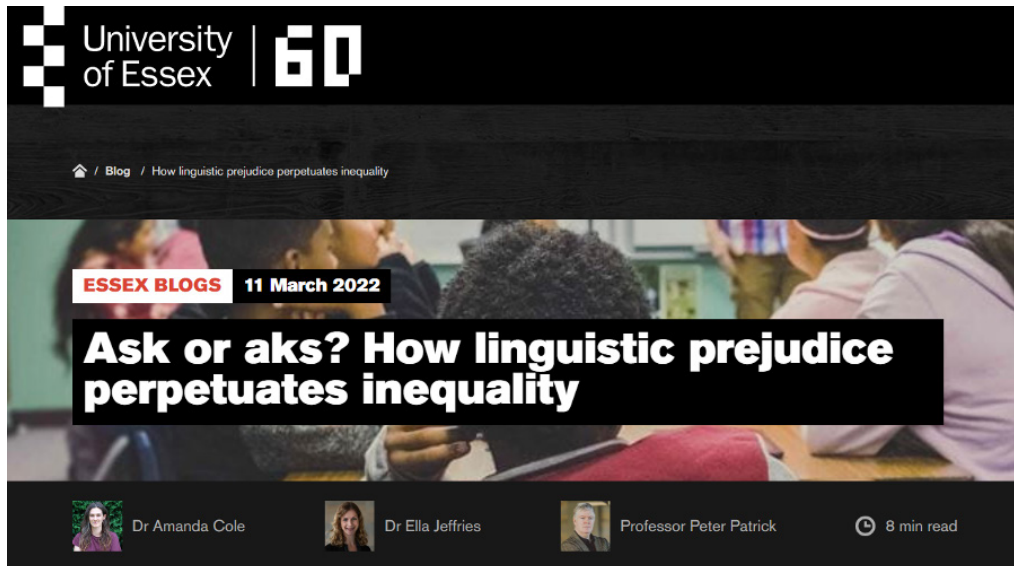 University
of Essex
60
/ Blog / How linguistic prejudice perpetuates inequality
ESSEX BLOGS 11 March 2022
Ask or aks? How linguistic prejudice
perpetuates inequality
Dr Amanda Cole Dr Ella Jeffries Professor Peter Patrick 8 min read